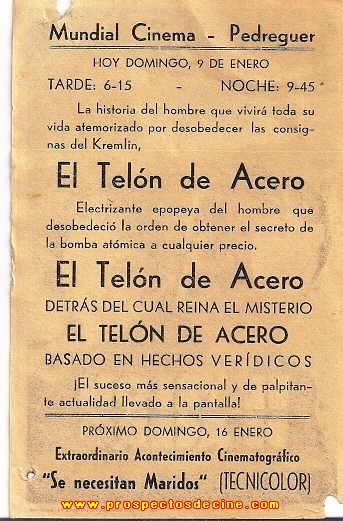 Mundial Cinema - Pedreguer
HOY DOMINGO, 9 DE ENERO
TARDE: 6-15 - NOCHE: 9-45
La historia del hombre que vivirá toda su
vida atemorizado por desobedecer las consig-
nas del Kremlin,
El Telón de Acero
Electrizante epopeya del hombre que
desobedeció la orden de obtener el secreto de
la bomba atómica a cualquier precio.
El Telón de Acero
DETRÁS DEL CUAL REINA EL MISTERIO
EL TELÓN DE ACERO
BASADO EN HECHOS VERÍDICOS
¡El suceso más sensacional y de palpitan-
te actualidad llevado a la pantalla!
PRÓXIMO DOMINGO, 16 ENERO
Extraordinario Acontecimiento Cinematográfico
"Se necesitan Maridos" (TECNICOLOR)
www.prospectosdecine.com